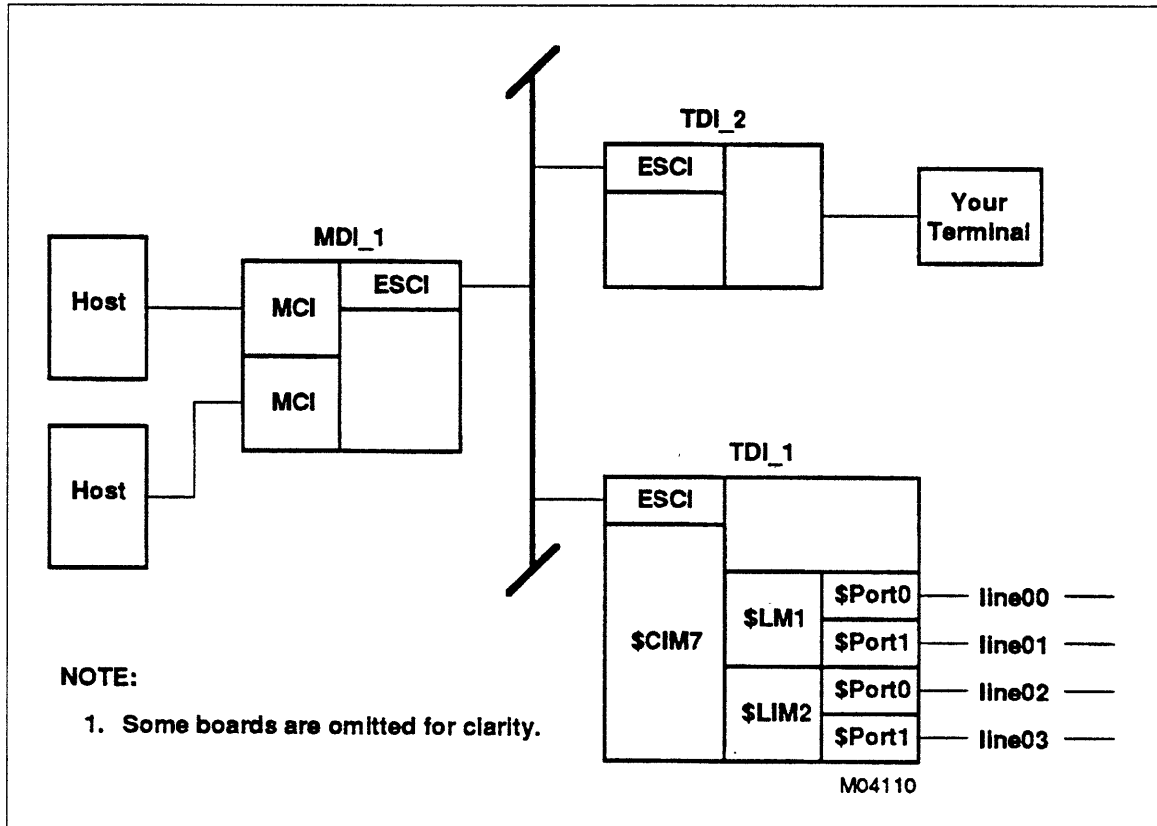 TDI_2
ESCI
Your
Terminal
MDI_1
Host
MCI
ESCI
MCI
Host
TDI_1
ESCI
$CIM7
$LM1
$Port0
line00
$Port1
line01
$LIM2
$Port0
line02
$Port1
line03
NOTE:
1. Some boards are omitted for clarity.
M04110